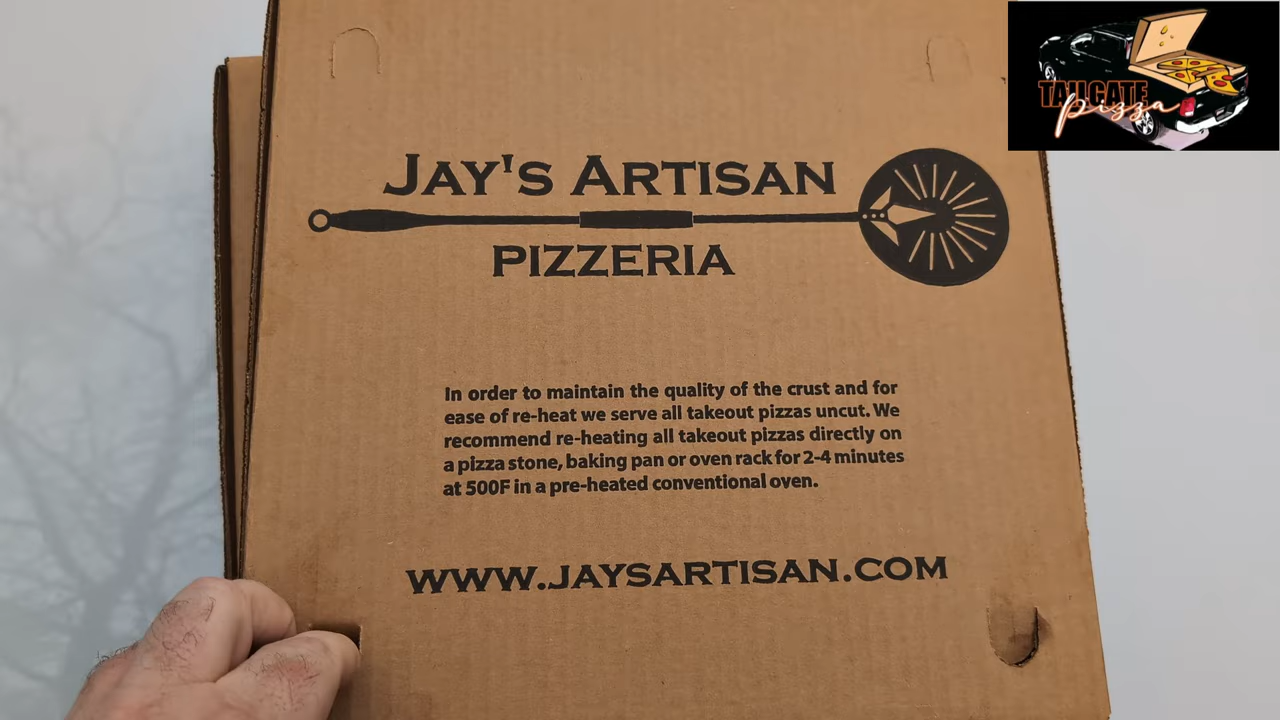 TAILGATE
pizza
JAY'S ARTISAN
PIZZERIA
In order to maintain the quality of the crust and for
ease of re-heat we serve all takeout pizzas uncut. We
recommend re-heating all takeout pizzas directly on
a pizza stone, baking pan or oven rack for 2-4 minutes
at 500F in a pre-heated conventional oven.
WWW.JAYSARTISAN.COM